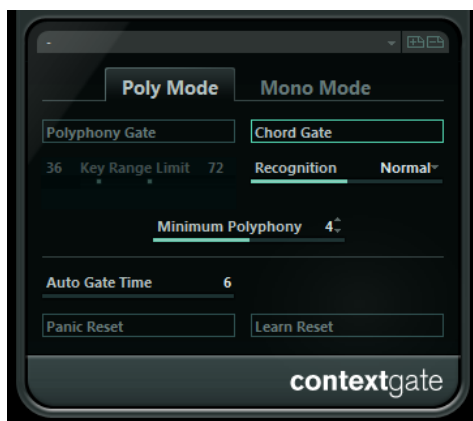 -
Poly Mode Mono Mode
Polyphony Gate Chord Gate
36 Key Range Limit 72 Recognition Normal
Minimum Polyphony 4
Auto Gate Time 6
Panic Reset Learn Reset
contextgate